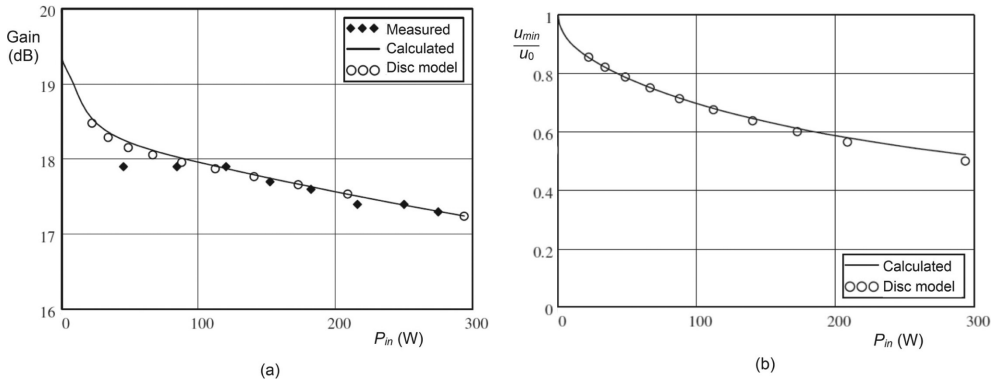 Gain
(dB)
20
19
18
17
16
0
100
200
300
P_in (W)
Measured
Calculated
Disc model
(a)
u_min
u_0
1
0.8
0.6
0.4
0.2
0
0
100
200
300
P_in (W)
Calculated
Disc model
(b)